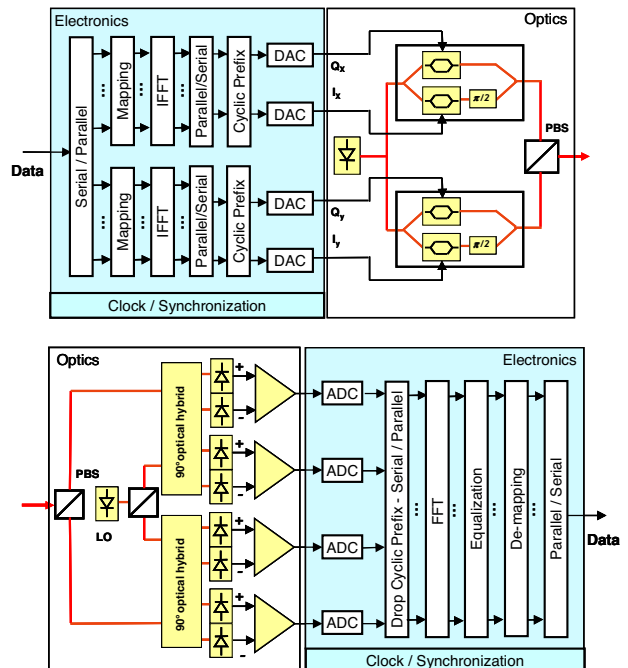 Electronics
Optics
Data
Serial / Parallel
Mapping
IFFT
Parallel/Serial
Cyclic Prefix
DAC
DAC
Qx
Ix
π/2
PBS
Mapping
IFFT
Parallel/Serial
Cyclic Prefix
DAC
DAC
Qy
Iy
π/2
Clock / Synchronization
Optics
Electronics
PBS
LO
90° optical hybrid
90° optical hybrid
+
-
+
-
+
-
+
-
ADC
ADC
ADC
ADC
Drop Cyclic Prefix - Serial / Parallel
FFT
Equalization
De-mapping
Parallel / Serial
Data
Clock / Synchronization